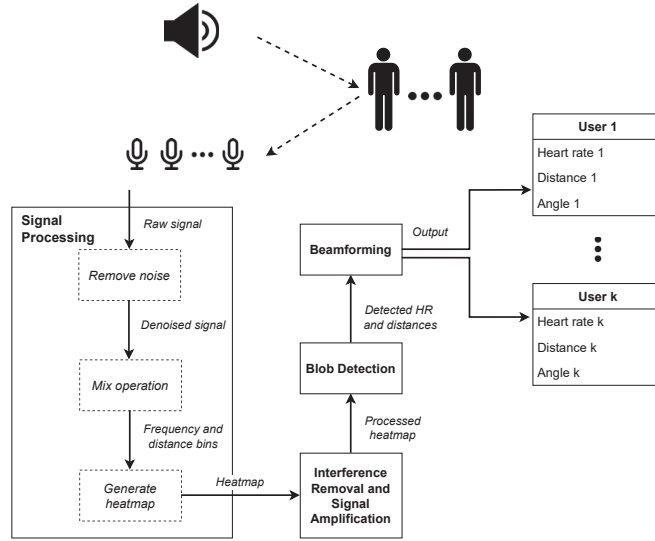 Signal
Processing
Raw signal
Remove noise
Denoised signal
Mix operation
Frequency and
distance bins
Generate
heatmap
Heatmap
Interference
Removal and
Signal
Amplification
Processed
heatmap
Blob Detection
Detected HR
and distances
Beamforming
Output
User 1
Heart rate 1
Distance 1
Angle 1
User k
Heart rate k
Distance k
Angle k